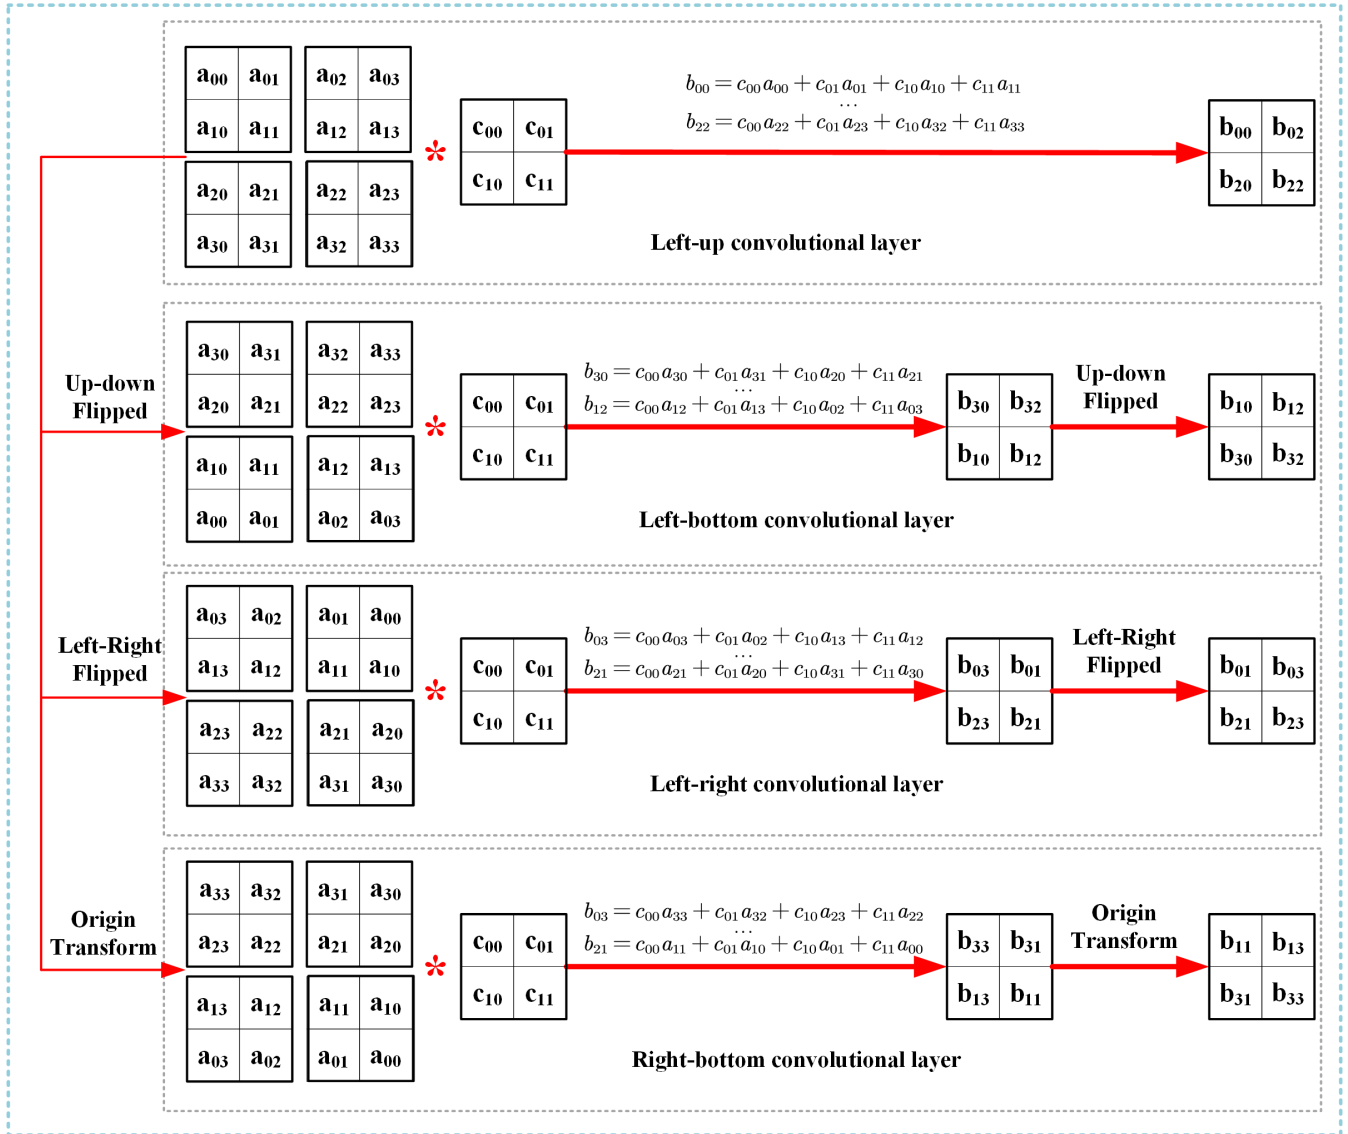 a00 a01 a02 a03
a10 a11 a12 a13
a20 a21 a22 a23
a30 a31 a32 a33
*
c00 c01
c10 c11
b00 = c00a00 + c01a01 + c10a10 + c11a11
...
b22 = c00a22 + c01a23 + c10a32 + c11a33
b00 b02
b20 b22
Left-up convolutional layer
Up-down
Flipped
a30 a31 a32 a33
a20 a21 a22 a23
a10 a11 a12 a13
a00 a01 a02 a03
*
c00 c01
c10 c11
b30 = c00a30 + c01a31 + c10a20 + c11a21
...
b12 = c00a12 + c01a13 + c10a02 + c11a03
b30 b32
b10 b12
Up-down
Flipped
b10 b12
b30 b32
Left-bottom convolutional layer
Left-Right
Flipped
a03 a02 a01 a00
a13 a12 a11 a10
a23 a22 a21 a20
a33 a32 a31 a30
*
c00 c01
c10 c11
b03 = c00a03 + c01a02 + c10a13 + c11a12
...
b21 = c00a21 + c01a20 + c10a31 + c11a30
b03 b01
b23 b21
Left-Right
Flipped
b01 b03
b21 b23
Left-right convolutional layer
Origin
Transform
a33 a32 a31 a30
a23 a22 a21 a20
a13 a12 a11 a10
a03 a02 a01 a00
*
c00 c01
c10 c11
b03 = c00a33 + c01a32 + c10a23 + c11a22
...
b21 = c00a11 + c01a10 + c10a01 + c11a00
b33 b31
b13 b11
Origin
Transform
b11 b13
b31 b33
Right-bottom convolutional layer